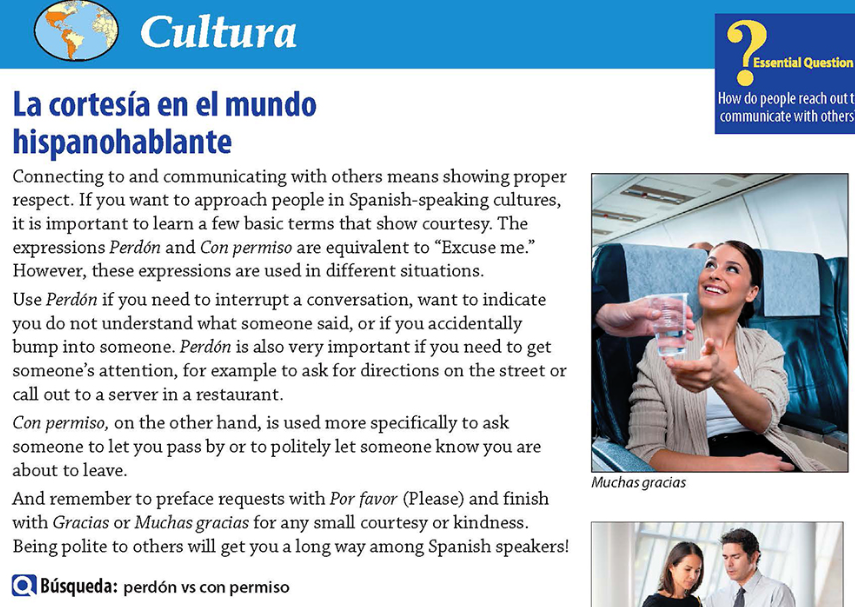 Cultura
?
Essential Question
How do people reach out t
communicate with others
La cortesía en el mundo
hispanohablante
Connecting to and communicating with others means showing proper
respect. If you want to approach people in Spanish-speaking cultures,
it is important to learn a few basic terms that show courtesy. The
expressions Perdón and Con permiso are equivalent to “Excuse me.”
However, these expressions are used in different situations.
Use Perdón if you need to interrupt a conversation, want to indicate
you do not understand what someone said, or if you accidentally
bump into someone. Perdón is also very important if you need to get
someone’s attention, for example to ask for directions on the street or
call out to a server in a restaurant.
Con permiso, on the other hand, is used more specifically to ask
someone to let you pass by or to politely let someone know you are
about to leave.
And remember to preface requests with Por favor (Please) and finish
with Gracias or Muchas gracias for any small courtesy or kindness.
Being polite to others will get you a long way among Spanish speakers!
Búsqueda: perdón vs con permiso
Muchas gracias